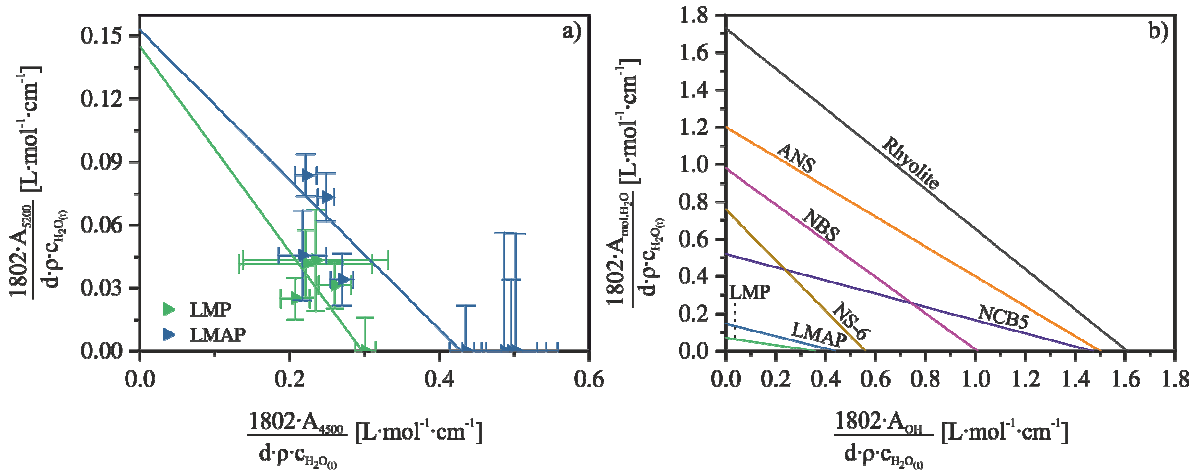 a)
0.15
0.12
0.09
0.06
0.03
0.00
1802·A5200
d·ρ·cH2O(t)
[L·mol-1·cm-1]
LMP
LMAP
0.0 0.2 0.4 0.6
1802·A4500
d·ρ·cH2O(t)
[L·mol-1·cm-1]
b)
1.8
1.6
1.4
1.2
1.0
0.8
0.6
0.4
0.2
0.0
1802·Amol.H2O
d·ρ·cH2O(t)
[L·mol-1·cm-1]
Rhyolite
ANS
NBS
NCB5
NS-6
LMP
LMAP
0.0 0.2 0.4 0.6 0.8 1.0 1.2 1.4 1.6 1.8
1802·AOH
d·ρ·cH2O(t)
[L·mol-1·cm-1]